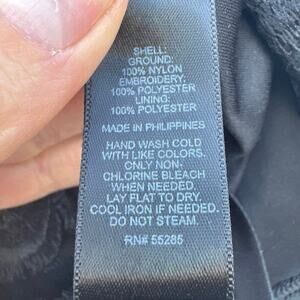 SHELL:
GROUND:
100% NYLON
EMBROIDERY:
100% POLYESTER
LINING:
100% POLYESTER
MADE IN PHILIPPINES
HAND WASH COLD
WITH LIKE COLORS.
ONLY NON-
CHLORINE BLEACH
WHEN NEEDED.
LAY FLAT TO DRY.
COOL IRON IF NEEDED.
DO NOT STEAM.
RN# 55285